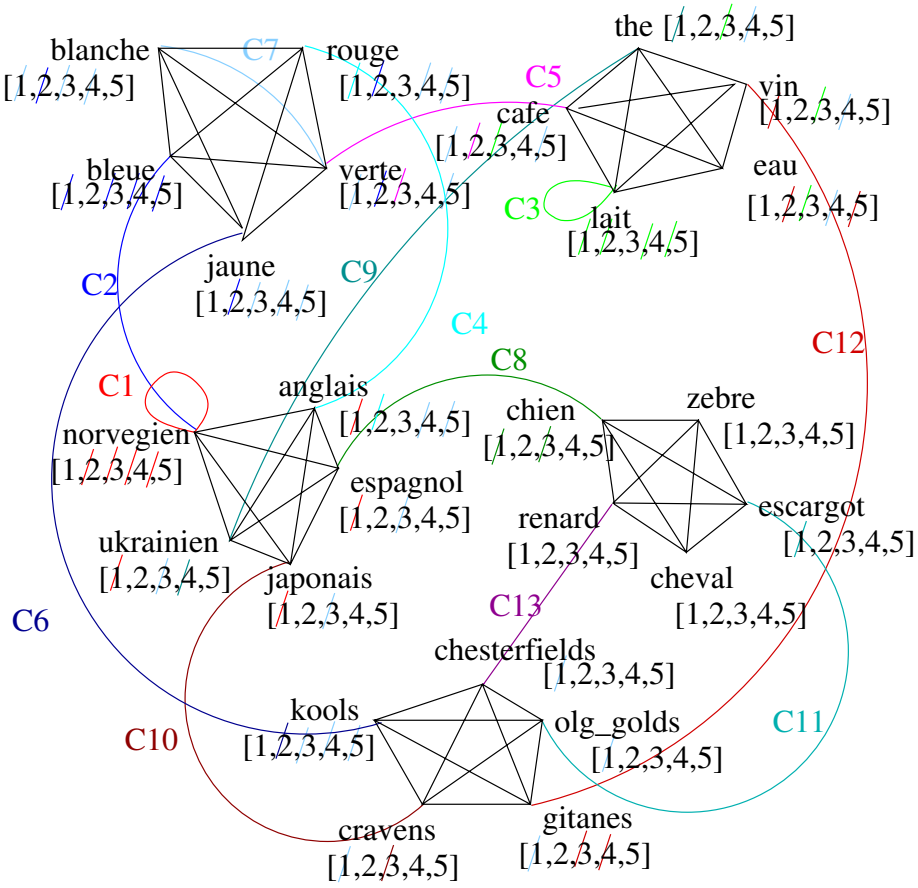 the [1,2,3,4,5]
blanche
[1,2,3,4,5]
C7
rouge
[1,2,3,4,5]
C5
vin
[1,2,3,4,5]
cafe
[1,2,3,4,5]
bleue
[1,2,3,4,5]
verte
[1,2,3,4,5]
eau
[1,2,3,4,5]
C3
lait
[1,2,3,4,5]
jaune
[1,2,3,4,5]
C2
C9
C4
C12
C8
C1
anglais
[1,2,3,4,5]
chien
[1,2,3,4,5]
zebre
[1,2,3,4,5]
norvegien
[1,2,3,4,5]
espagnol
[1,2,3,4,5]
renard
[1,2,3,4,5]
escargot
[1,2,3,4,5]
ukrainien
[1,2,3,4,5]
japonais
[1,2,3,4,5]
cheval
[1,2,3,4,5]
C6
C13
chesterfields
[1,2,3,4,5]
kools
[1,2,3,4,5]
olg_golds
[1,2,3,4,5]
C11
C10
cravens
[1,2,3,4,5]
gitanes
[1,2,3,4,5]